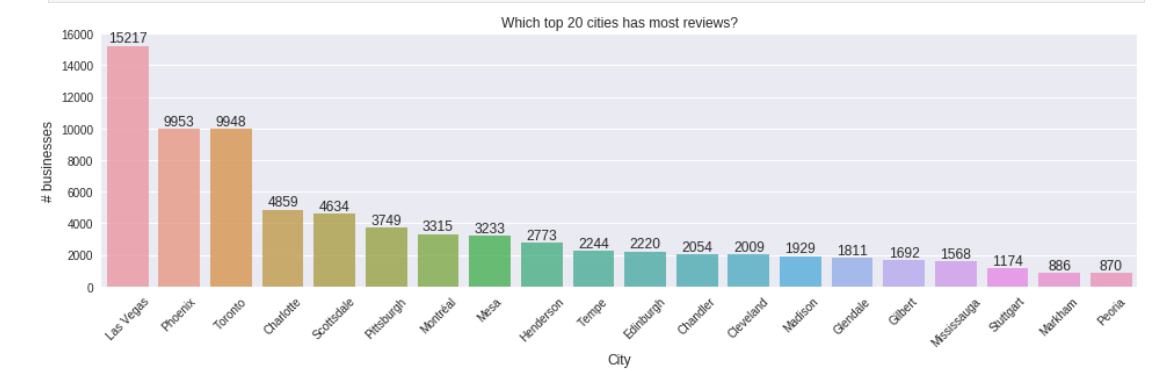 Which top 20 cities has most reviews?
16000
14000
12000
10000
8000
6000
4000
2000
0
# businesses
15217
9953
9948
4859
4634
3749
3315
3233
2773
2244
2220
2054
2009
1929
1811
1692
1568
1174
886
870
Las Vegas
Phoenix
Toronto
Charlotte
Scottsdale
Pittsburgh
Montréal
Mesa
Henderson
Tempe
Edinburgh
Chandler
Cleveland
Madison
Glendale
Gilbert
Mississauga
Stuttgart
Markham
Peoria
City